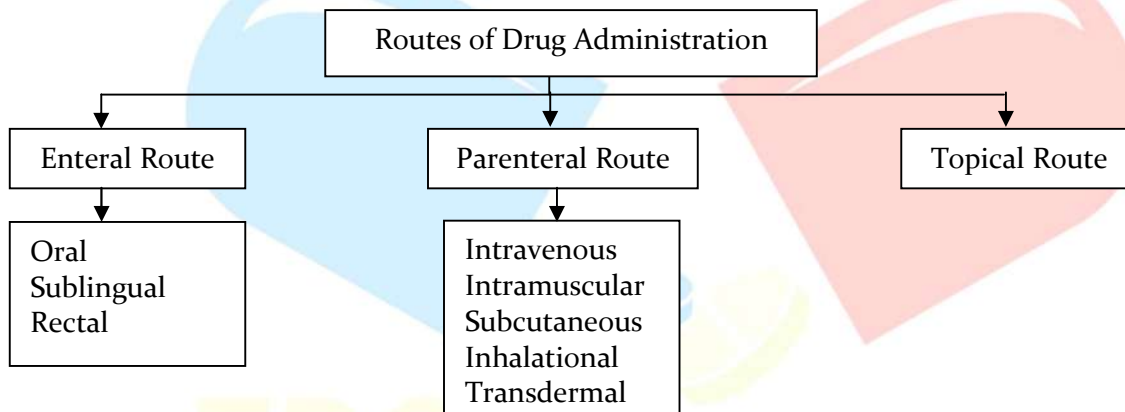 Routes of Drug Administration
Enteral Route
Parenteral Route
Topical Route
Oral
Sublingual
Rectal
Intravenous
Intramuscular
Subcutaneous
Inhalational
Transdermal